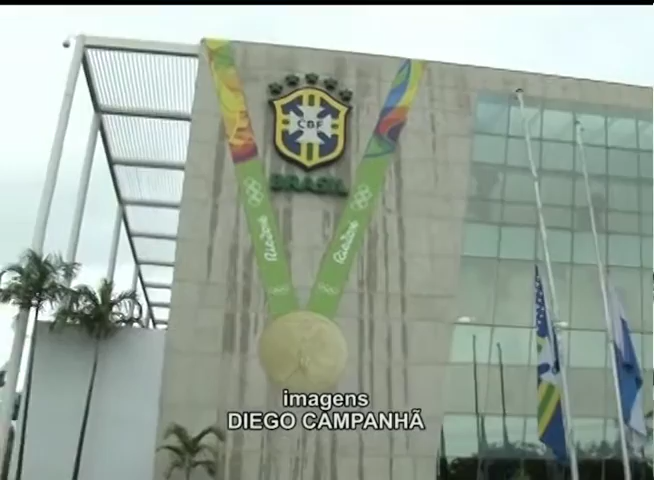 CBF
BRASIL
Rio2016
Rio2016
imagens
DIEGO CAMPANHÃ